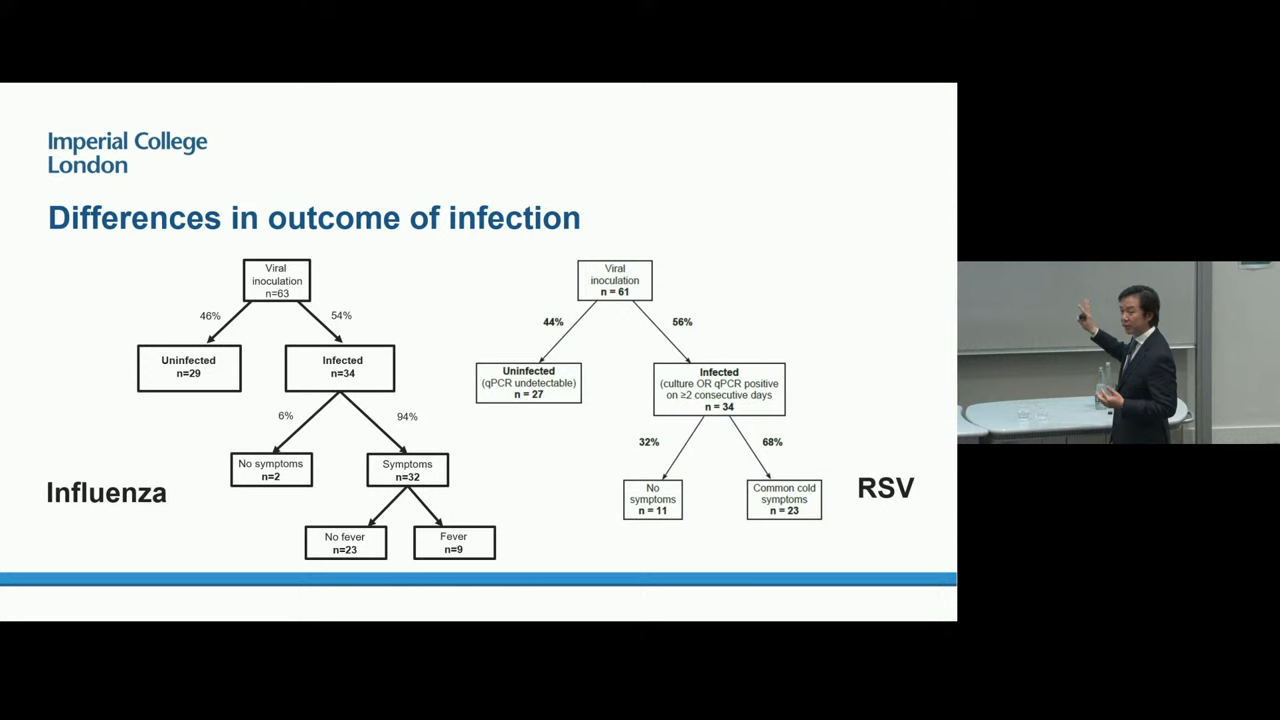 Imperial College
London
Differences in outcome of infection
Viral
inoculation
n=63
46%
54%
Uninfected
n=29
Infected
n=34
6%
94%
No symptoms
n=2
Symptoms
n=32
No fever
n=23
Fever
n=9
Influenza
Viral
inoculation
n = 61
44%
56%
Uninfected
(qPCR undetectable)
n = 27
Infected
(culture OR qPCR positive
on ≥2 consecutive days
n = 34
32%
68%
No
symptoms
n = 11
Common cold
symptoms
n = 23
RSV